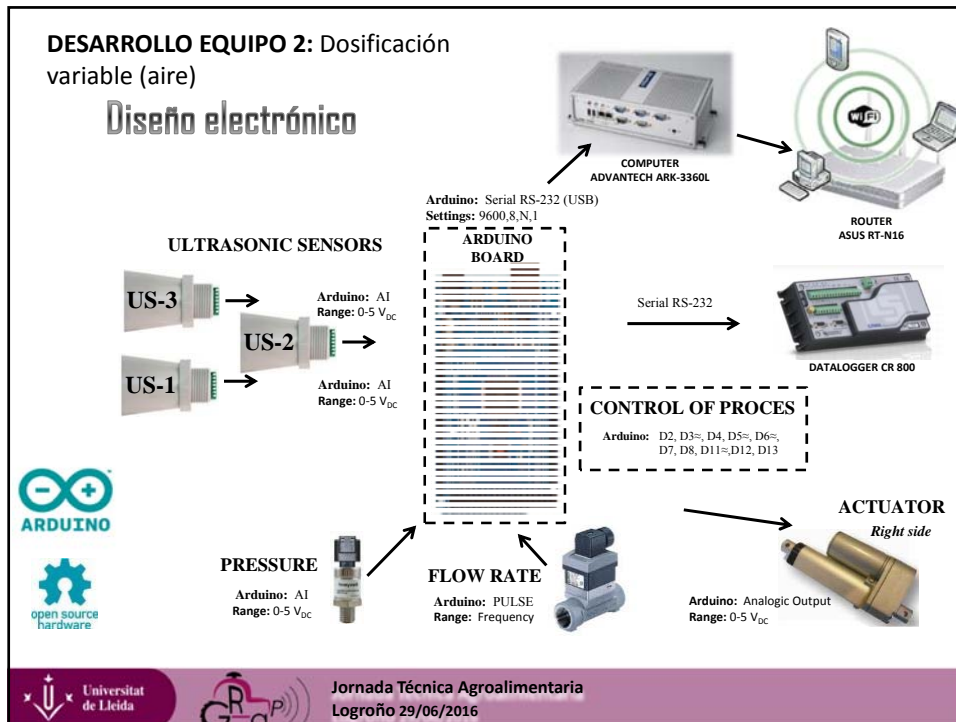 DESARROLLO EQUIPO 2: Dosificación
variable (aire)
Diseño electrónico
COMPUTER
ADVANTECH ARK-3360L
WiFi
ROUTER
ASUS RT-N16
Arduino: Serial RS-232 (USB)
Settings: 9600,8,N,1
ARDUINO
BOARD
ULTRASONIC SENSORS
US-3
US-2
US-1
Arduino: AI
Range: 0-5 VDC
Arduino: AI
Range: 0-5 VDC
Serial RS-232
DATALOGGER CR 800
CONTROL OF PROCES
Arduino: D2, D3≈, D4, D5≈, D6≈,
D7, D8, D11≈,D12, D13
ARDUINO
open source
hardware
PRESSURE
Arduino: AI
Range: 0-5 VDC
FLOW RATE
Arduino: PULSE
Range: Frequency
ACTUATOR
Right side
Arduino: Analogic Output
Range: 0-5 VDC
Universitat
de Lleida
GRAP
Jornada Técnica Agroalimentaria
Logroño 29/06/2016